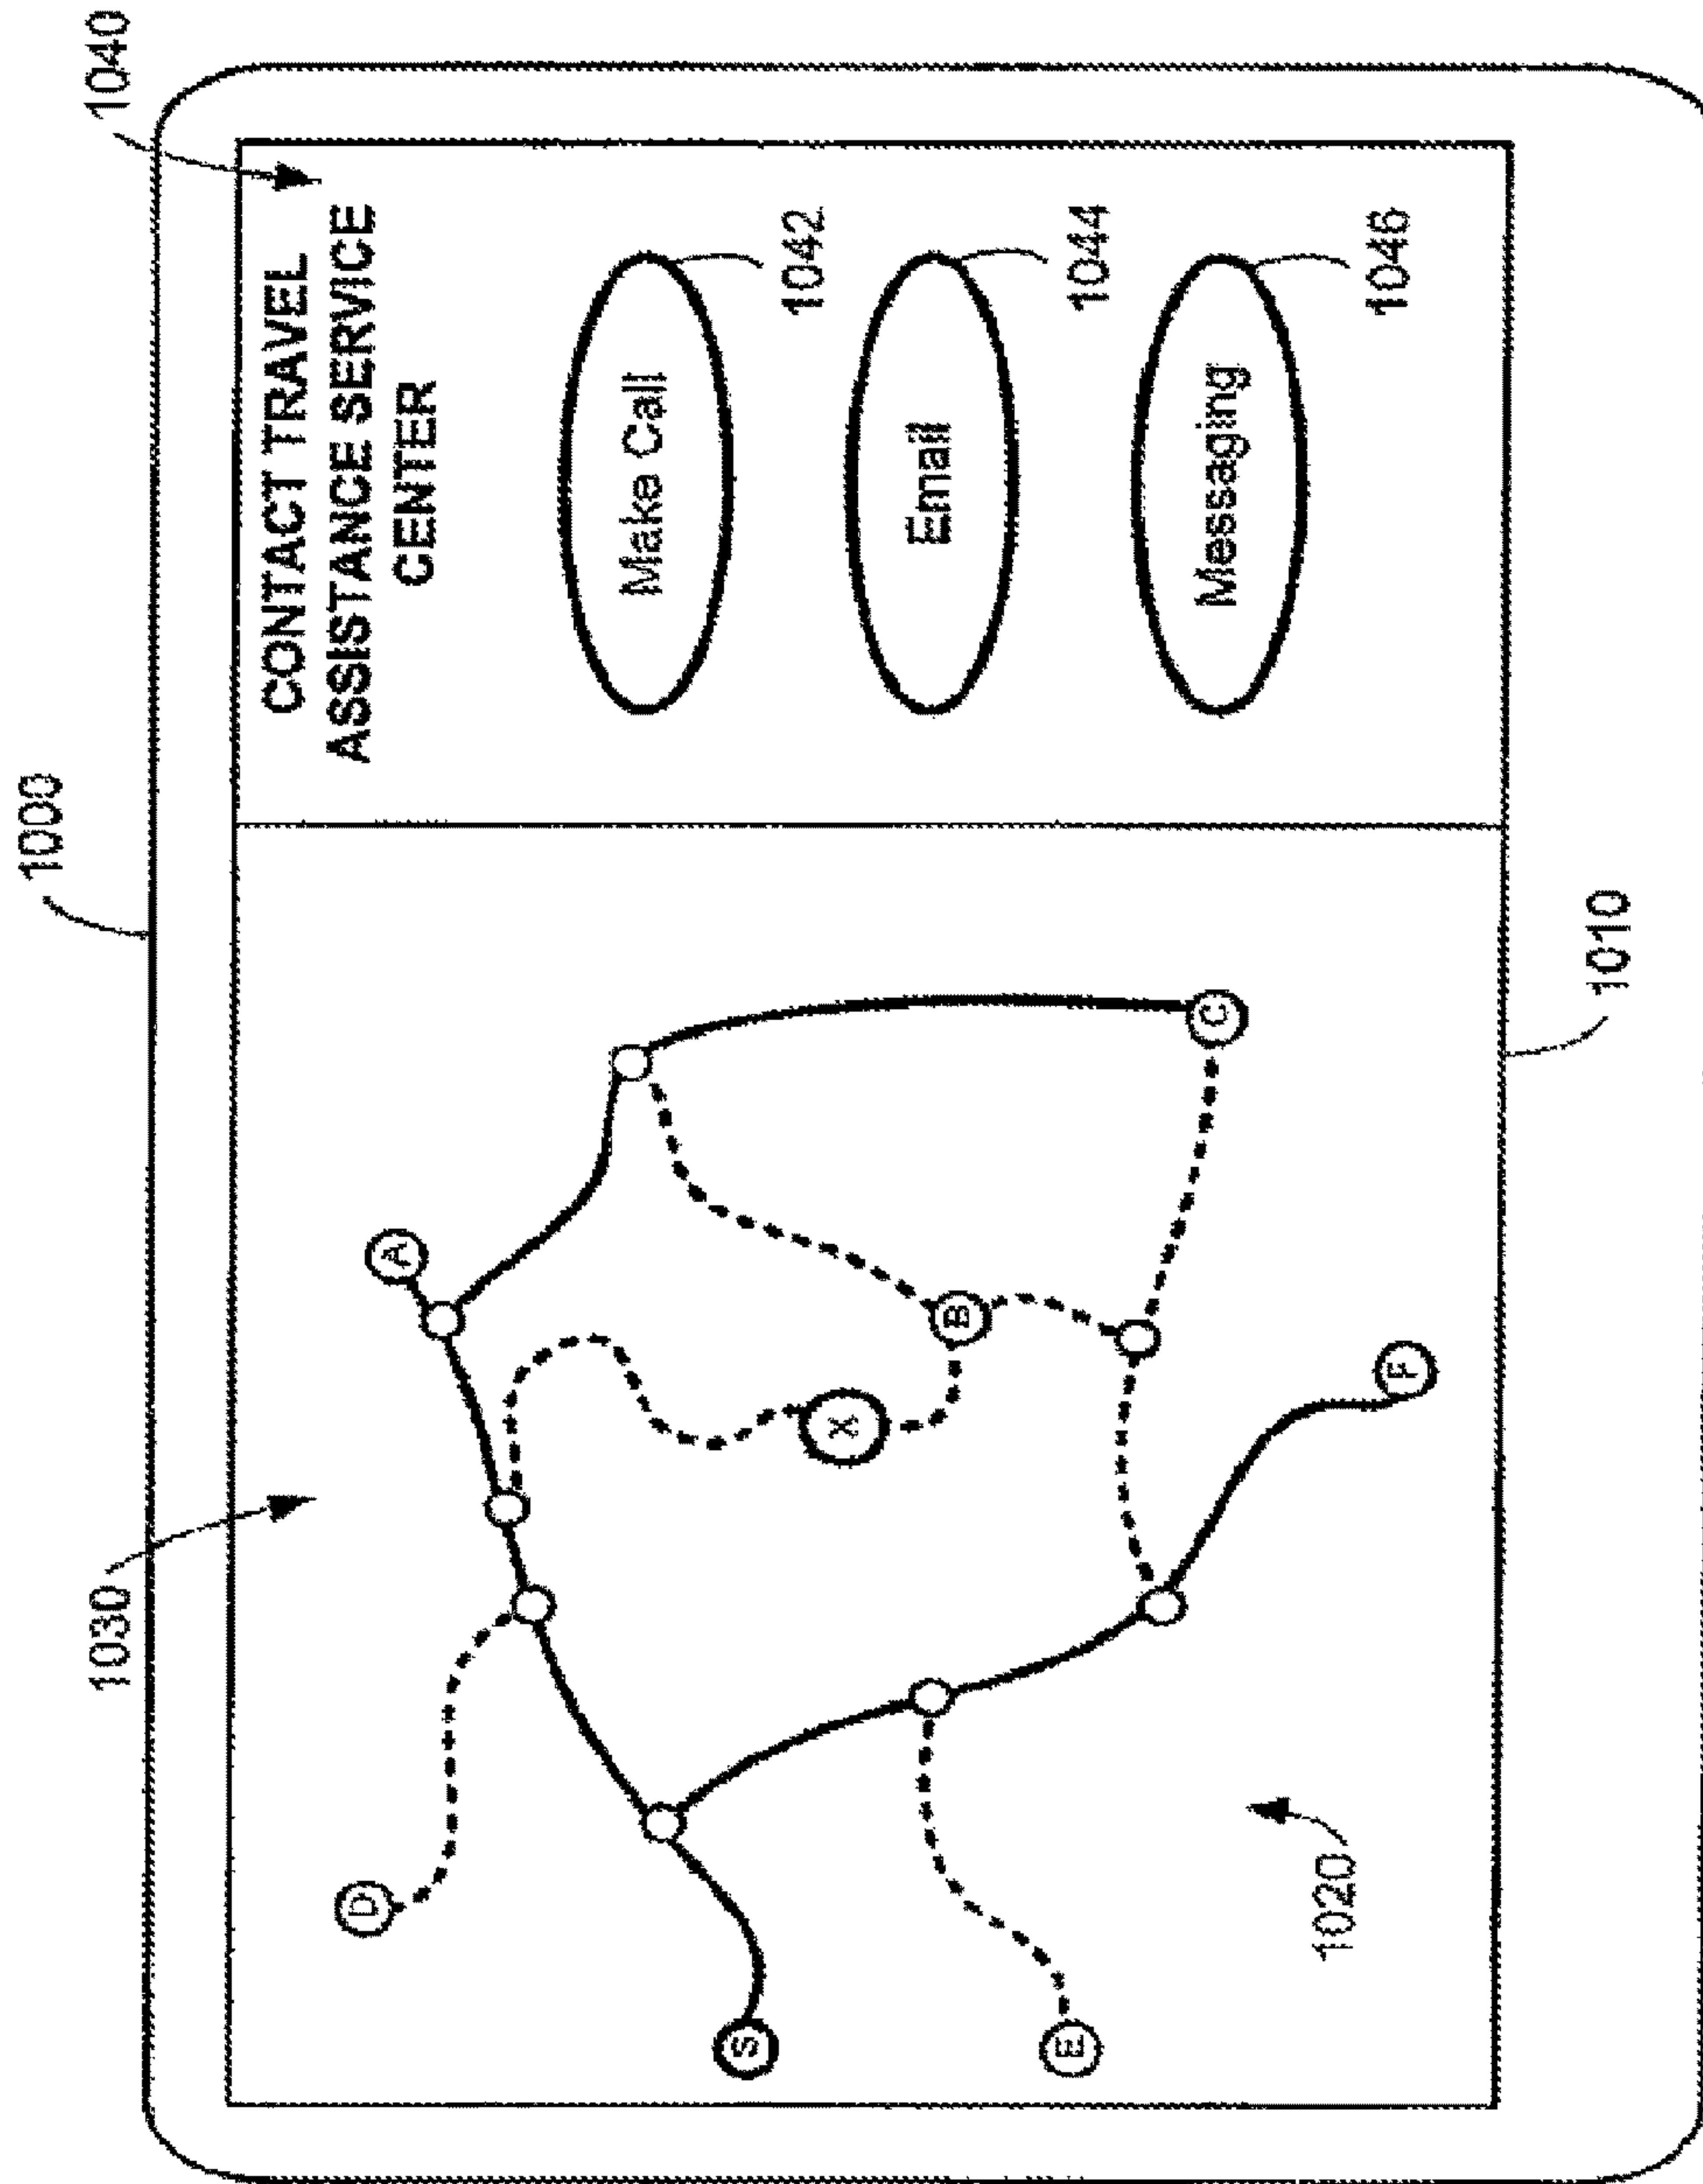 1000
1030
1040
CONTACT TRAVEL
ASSISTANCE SERVICE
CENTER
D
A
Make Call
1042
S
X
Email
B
1044
E
C
Messaging
1046
F
1020
1010